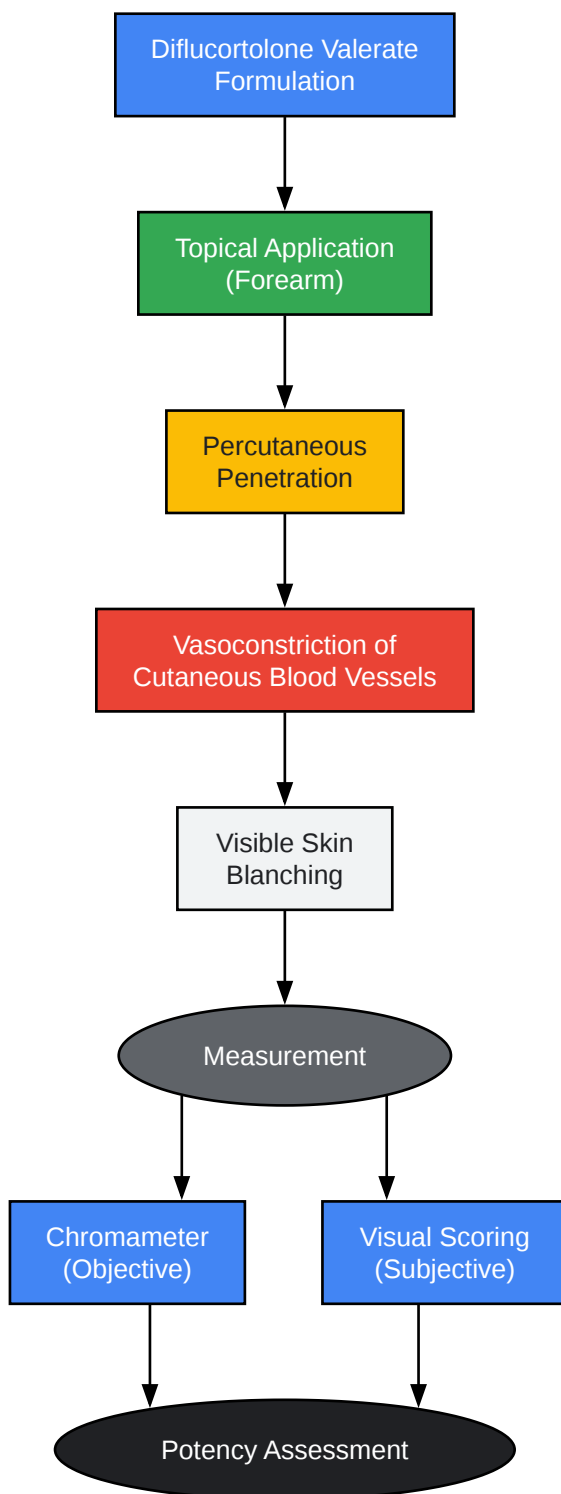 Diflucortolone Valerate
Formulation
Topical Application
(Forearm)
Percutaneous
Penetration
Vasoconstriction of
Cutaneous Blood Vessels
Visible Skin
Blanching
Measurement
Chromameter
(Objective)
Visual Scoring
(Subjective)
Potency Assessment